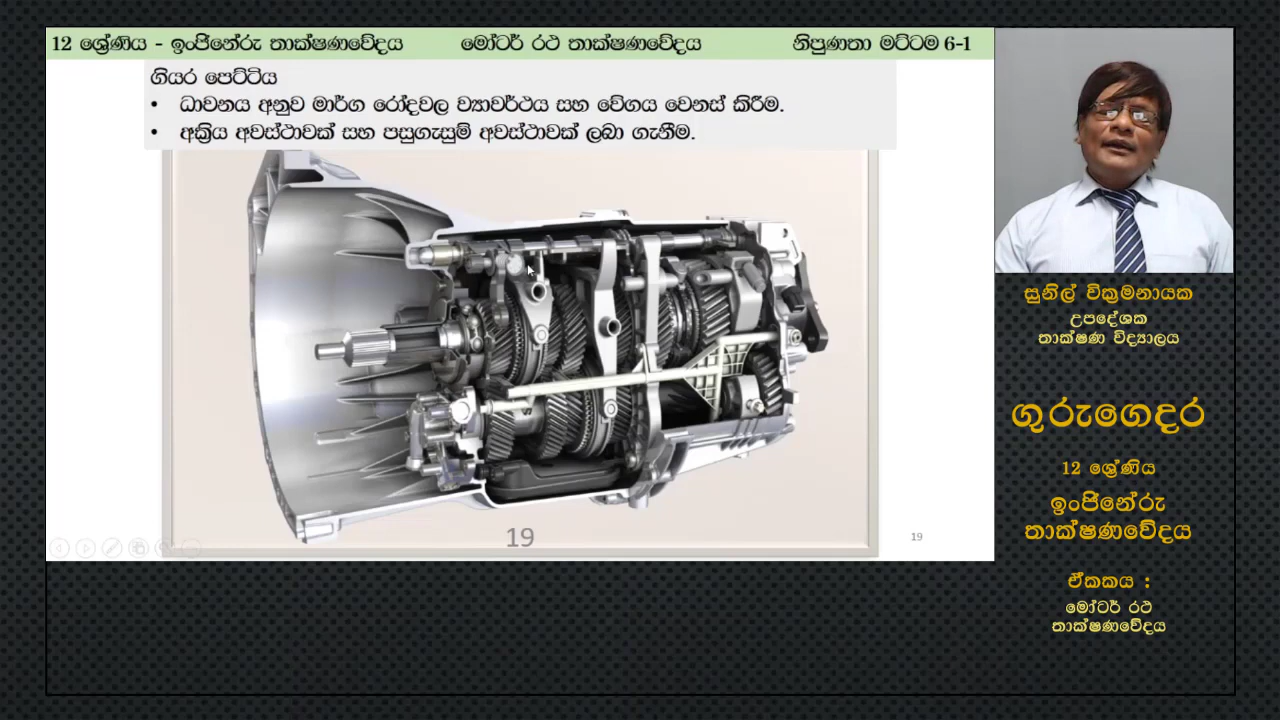 12 ශ්‍රේණිය - ඉංජිනේරු තාක්ෂණවේදය මෝටර් රථ තාක්ෂණවේදය නිපුණතා මට්ටම 6-1
ගියර පෙට්ටිය
• ධාවනය අනුව මාර්ග රෝදවල ව්‍යාවර්ථය සහ වේගය වෙනස් කිරීම.
• අක්‍රිය අවස්ථාවක් සහ පසුගැසුම් අවස්ථාවක් ලබා ගැනීම.
19
19
සුනිල් වික්‍රමනායක
උපදේශක
තාක්ෂණ විද්‍යාලය
ගුරුගෙදර
12 ශ්‍රේණිය
ඉංජිනේරු
තාක්ෂණවේදය
ඒකකය :
මෝටර් රථ
තාක්ෂණවේදය